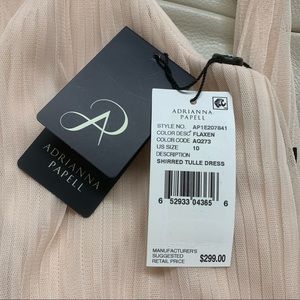 AP
ADRIANNA
PAPELL
ADRIANNA
PAPELL
STYLE NO. AP1E207841
COLOR DESC FLAXEN
COLOR CODE AQ273
US SIZE 10
DESCRIPTION
SHIRRED TULLE DRESS
6 52933 04365 6
MANUFACTURER'S
SUGGESTED
RETAIL PRICE $299.00